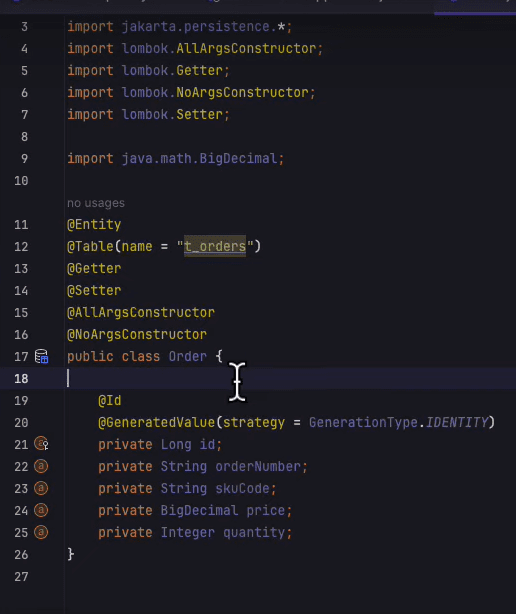 3 import jakarta.persistence.*;
4 import lombok.AllArgsConstructor;
5 import lombok.Getter;
6 import lombok.NoArgsConstructor;
7 import lombok.Setter;
8
9 import java.math.BigDecimal;
10
no usages
11 @Entity
12 @Table(name = "t_orders")
13 @Getter
14 @Setter
15 @AllArgsConstructor
16 @NoArgsConstructor
17 public class Order {
18
19 @Id
20 @GeneratedValue(strategy = GenerationType.IDENTITY)
21 private Long id;
22 private String orderNumber;
23 private String skuCode;
24 private BigDecimal price;
25 private Integer quantity;
26 }
27